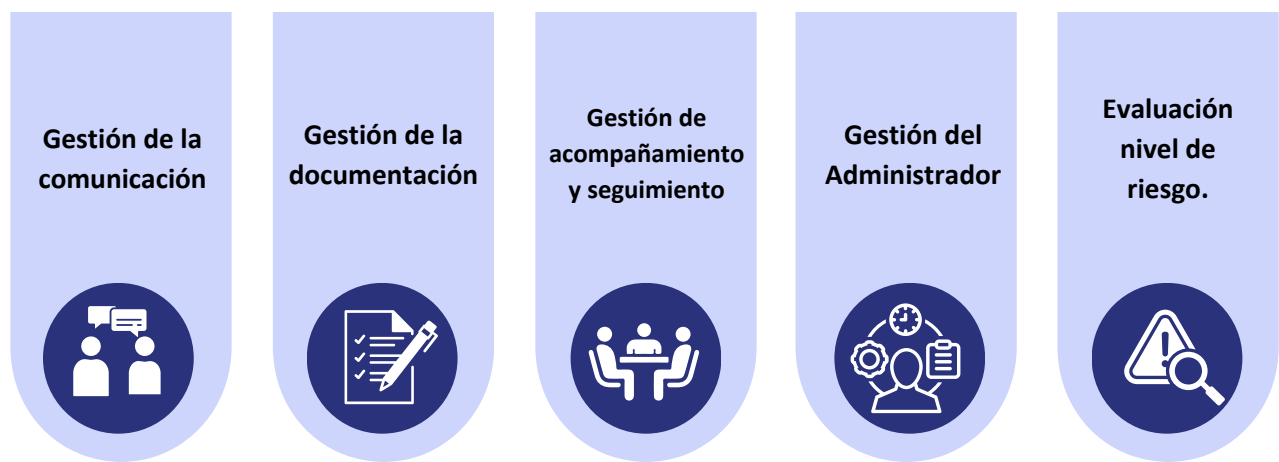 Gestión de la
comunicación
Gestión de la
documentación
Gestión de
acompañamiento
y seguimiento
Gestión del
Administrador
Evaluación
nivel de
riesgo.